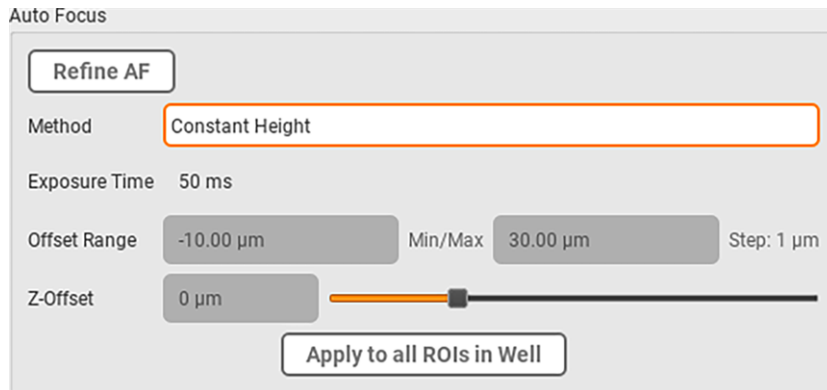 Auto Focus
Refine AF
Method Constant Height
Exposure Time 50 ms
Offset Range -10.00 µm Min/Max 30.00 µm Step: 1 µm
Z-Offset 0 µm
Apply to all ROIs in Well